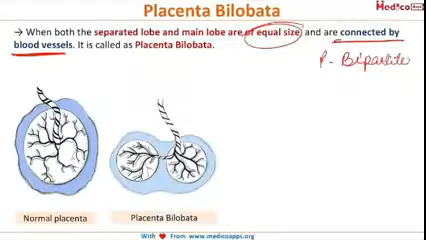 Placenta Bilobata
Medico Apps
→ When both the separated lobe and main lobe are of equal size and are connected by
blood vessels. It is called as Placenta Bilobata.
P - Bipartite
Normal placenta
Placenta Bilobata
With ❤ From www.medicoapps.org